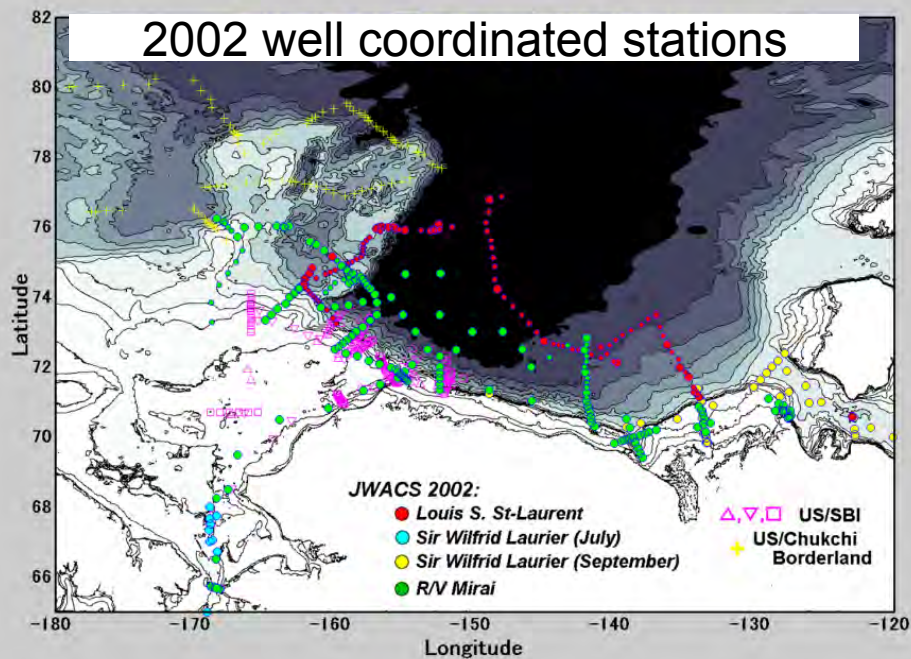 2002 well coordinated stations
82
80
78
76
74
72
70
68
66
Latitude
JWACS 2002:
Louis S. St-Laurent
Sir Wilfrid Laurier (July)
Sir Wilfrid Laurier (September)
R/V Mirai
US/SBI
US/Chukchi
Borderland
-180 -170 -160 -150 -140 -130 -120
Longitude